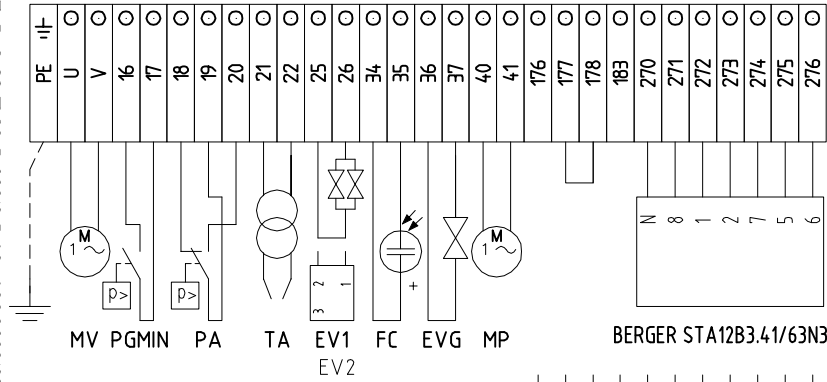 PE U V 16 17 18 19 20 21 22 25 26 34 35 36 37 40 41 176 177 178 183 270 271 272 273 274 275 276
N 8 1 2 7 5 6
M
1 ~
M
1 ~
p>
p>
2 1
3
+
MV PGMIN PA TA EV1 FC EVG MP BERGER STA12B3.41/63N3
EV2